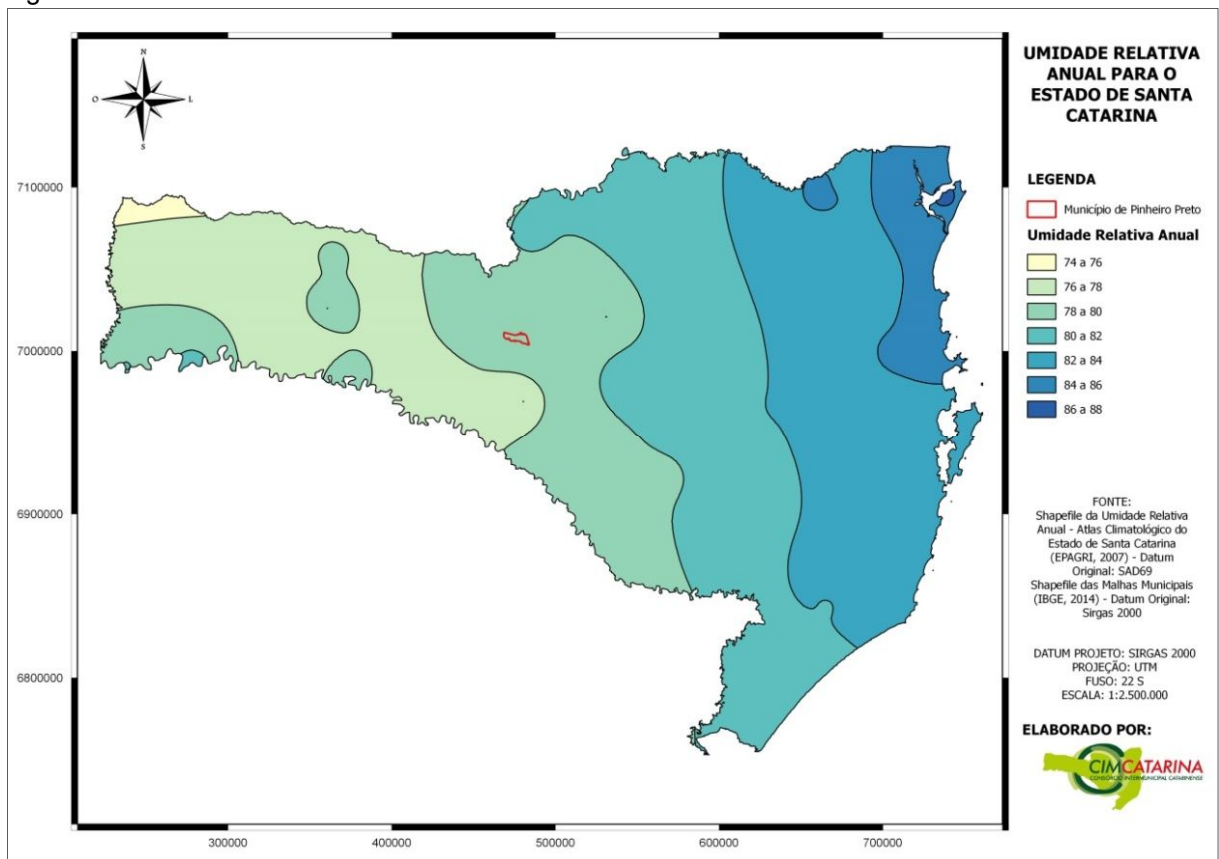 UMIDADE RELATIVA
ANUAL PARA O
ESTADO DE SANTA
CATARINA
N
O
L
S
7100000
7000000
6900000
6800000
300000
400000
500000
600000
700000
LEGENDA
Município de Pinheiro Preto
Umidade Relativa Anual
74 a 76
76 a 78
78 a 80
80 a 82
82 a 84
84 a 86
86 a 88
FONTE:
Shapefile da Umidade Relativa
Anual - Atlas Climatológico do
Estado de Santa Catarina
(EPAGRI, 2007) - Datum
Original: SAD69
Shapefile das Malhas Municipais
(IBGE, 2014) - Datum Original:
Sirgas 2000
DATUM PROJETO: SIRGAS 2000
PROJEÇÃO: UTM
FUSO: 22 S
ESCALA: 1:2.500.000
ELABORADO POR:
CIMCATARINA
CONSÓRCIO INTERMUNICIPAL CATARINENSE